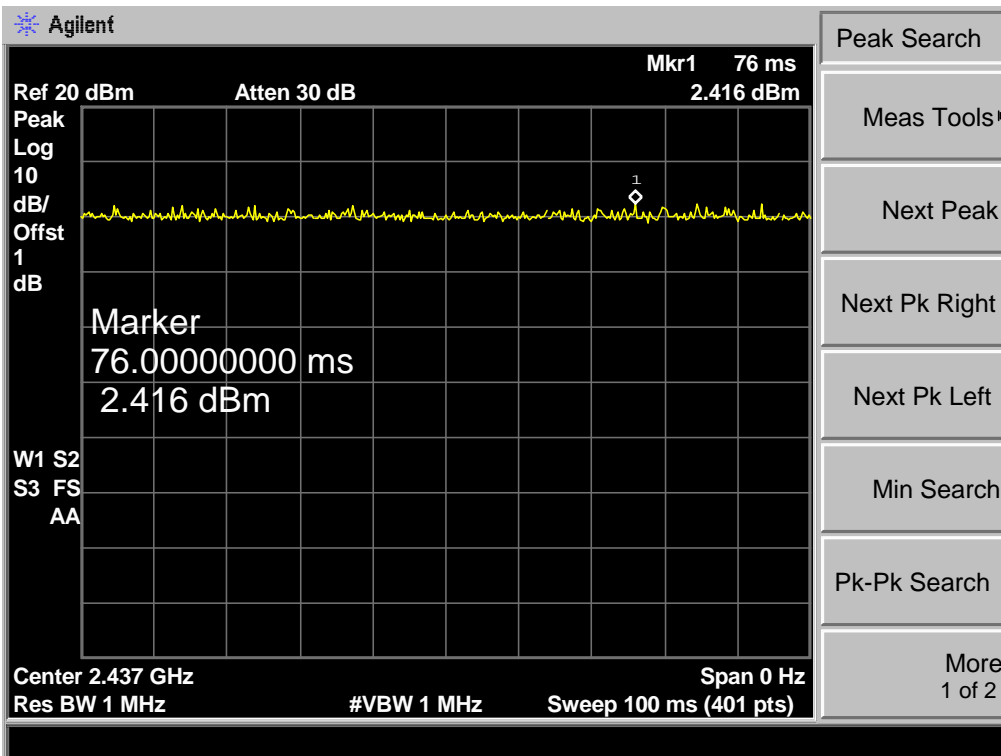 Agilent
Peak Search
Mkr1 76 ms
Ref 20 dBm Atten 30 dB 2.416 dBm
Peak
Log
10
dB/
Offst
1
dB
1
Marker
76.00000000 ms
2.416 dBm
W1 S2
S3 FS
AA
Center 2.437 GHz Span 0 Hz
Res BW 1 MHz #VBW 1 MHz Sweep 100 ms (401 pts)
Meas Tools
Next Peak
Next Pk Right
Next Pk Left
Min Search
Pk-Pk Search
More
1 of 2